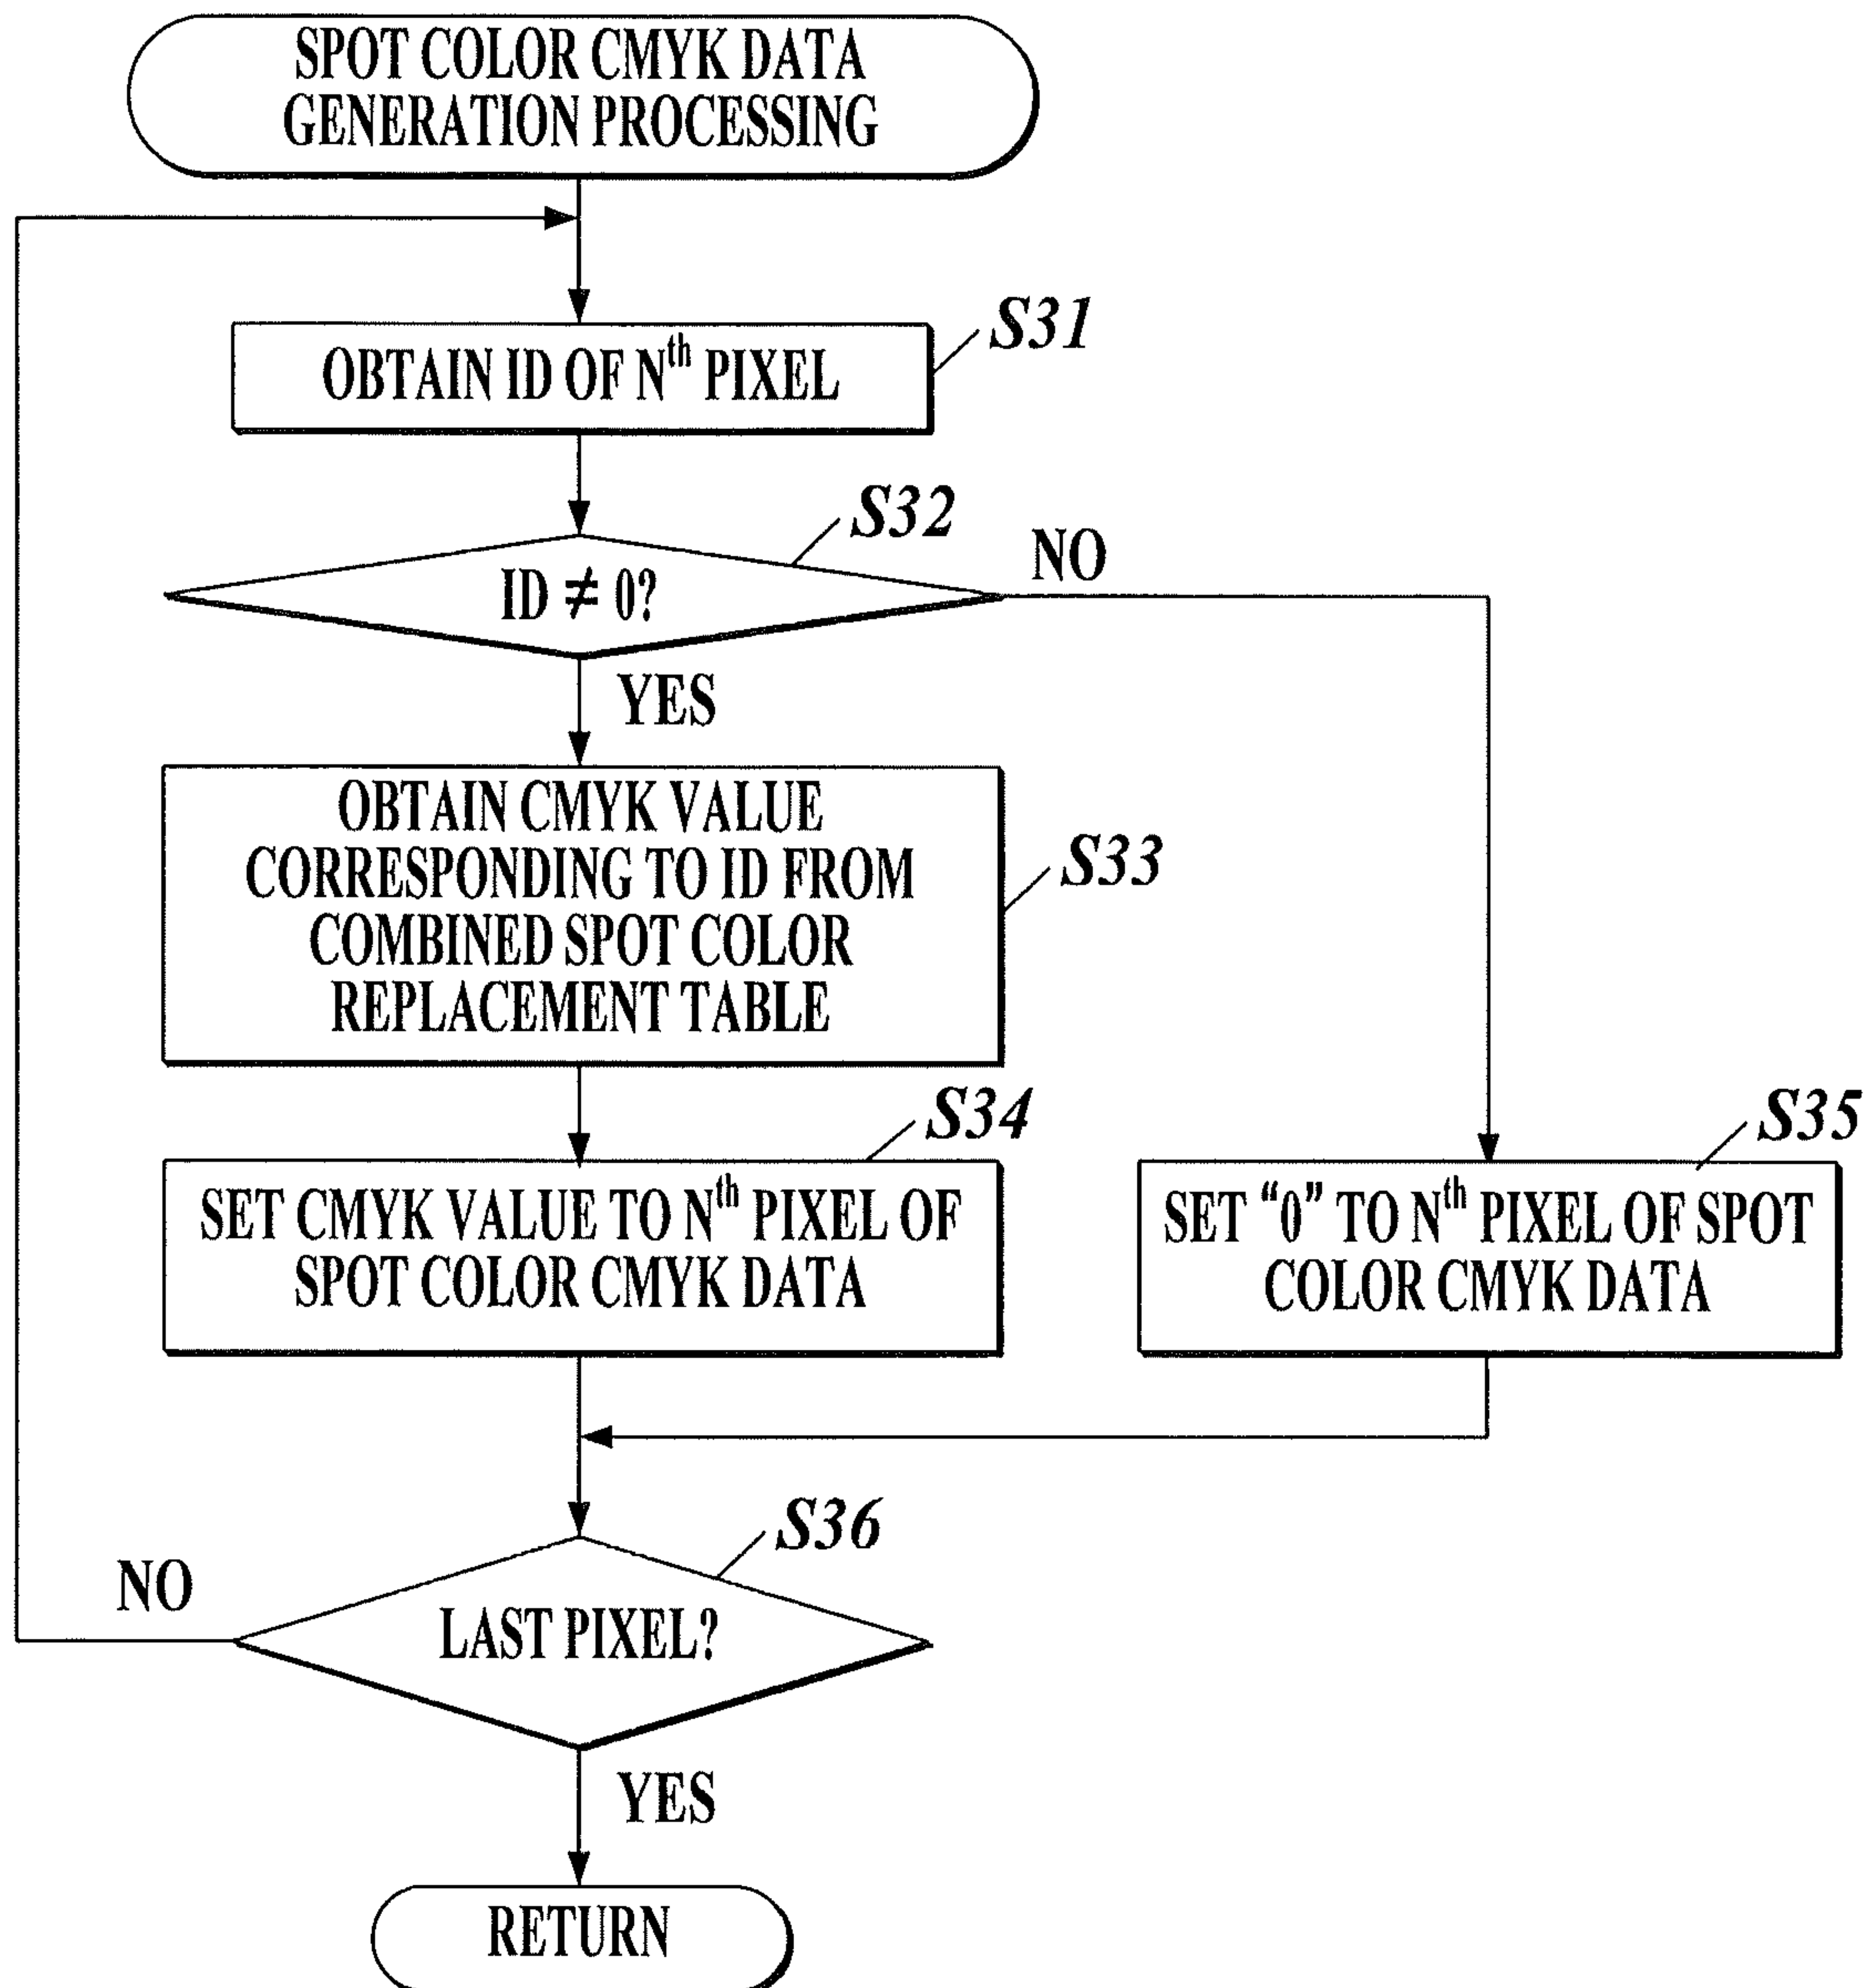 SPOT COLOR CMYK DATA
GENERATION PROCESSING
S31
OBTAIN ID OF Nth PIXEL
S32
ID ≠ 0?
NO
YES
OBTAIN CMYK VALUE
CORRESPONDING TO ID FROM
COMBINED SPOT COLOR
REPLACEMENT TABLE
S33
S34
SET CMYK VALUE TO Nth PIXEL OF
SPOT COLOR CMYK DATA
S35
SET “0” TO Nth PIXEL OF SPOT
COLOR CMYK DATA
S36
LAST PIXEL?
NO
YES
RETURN